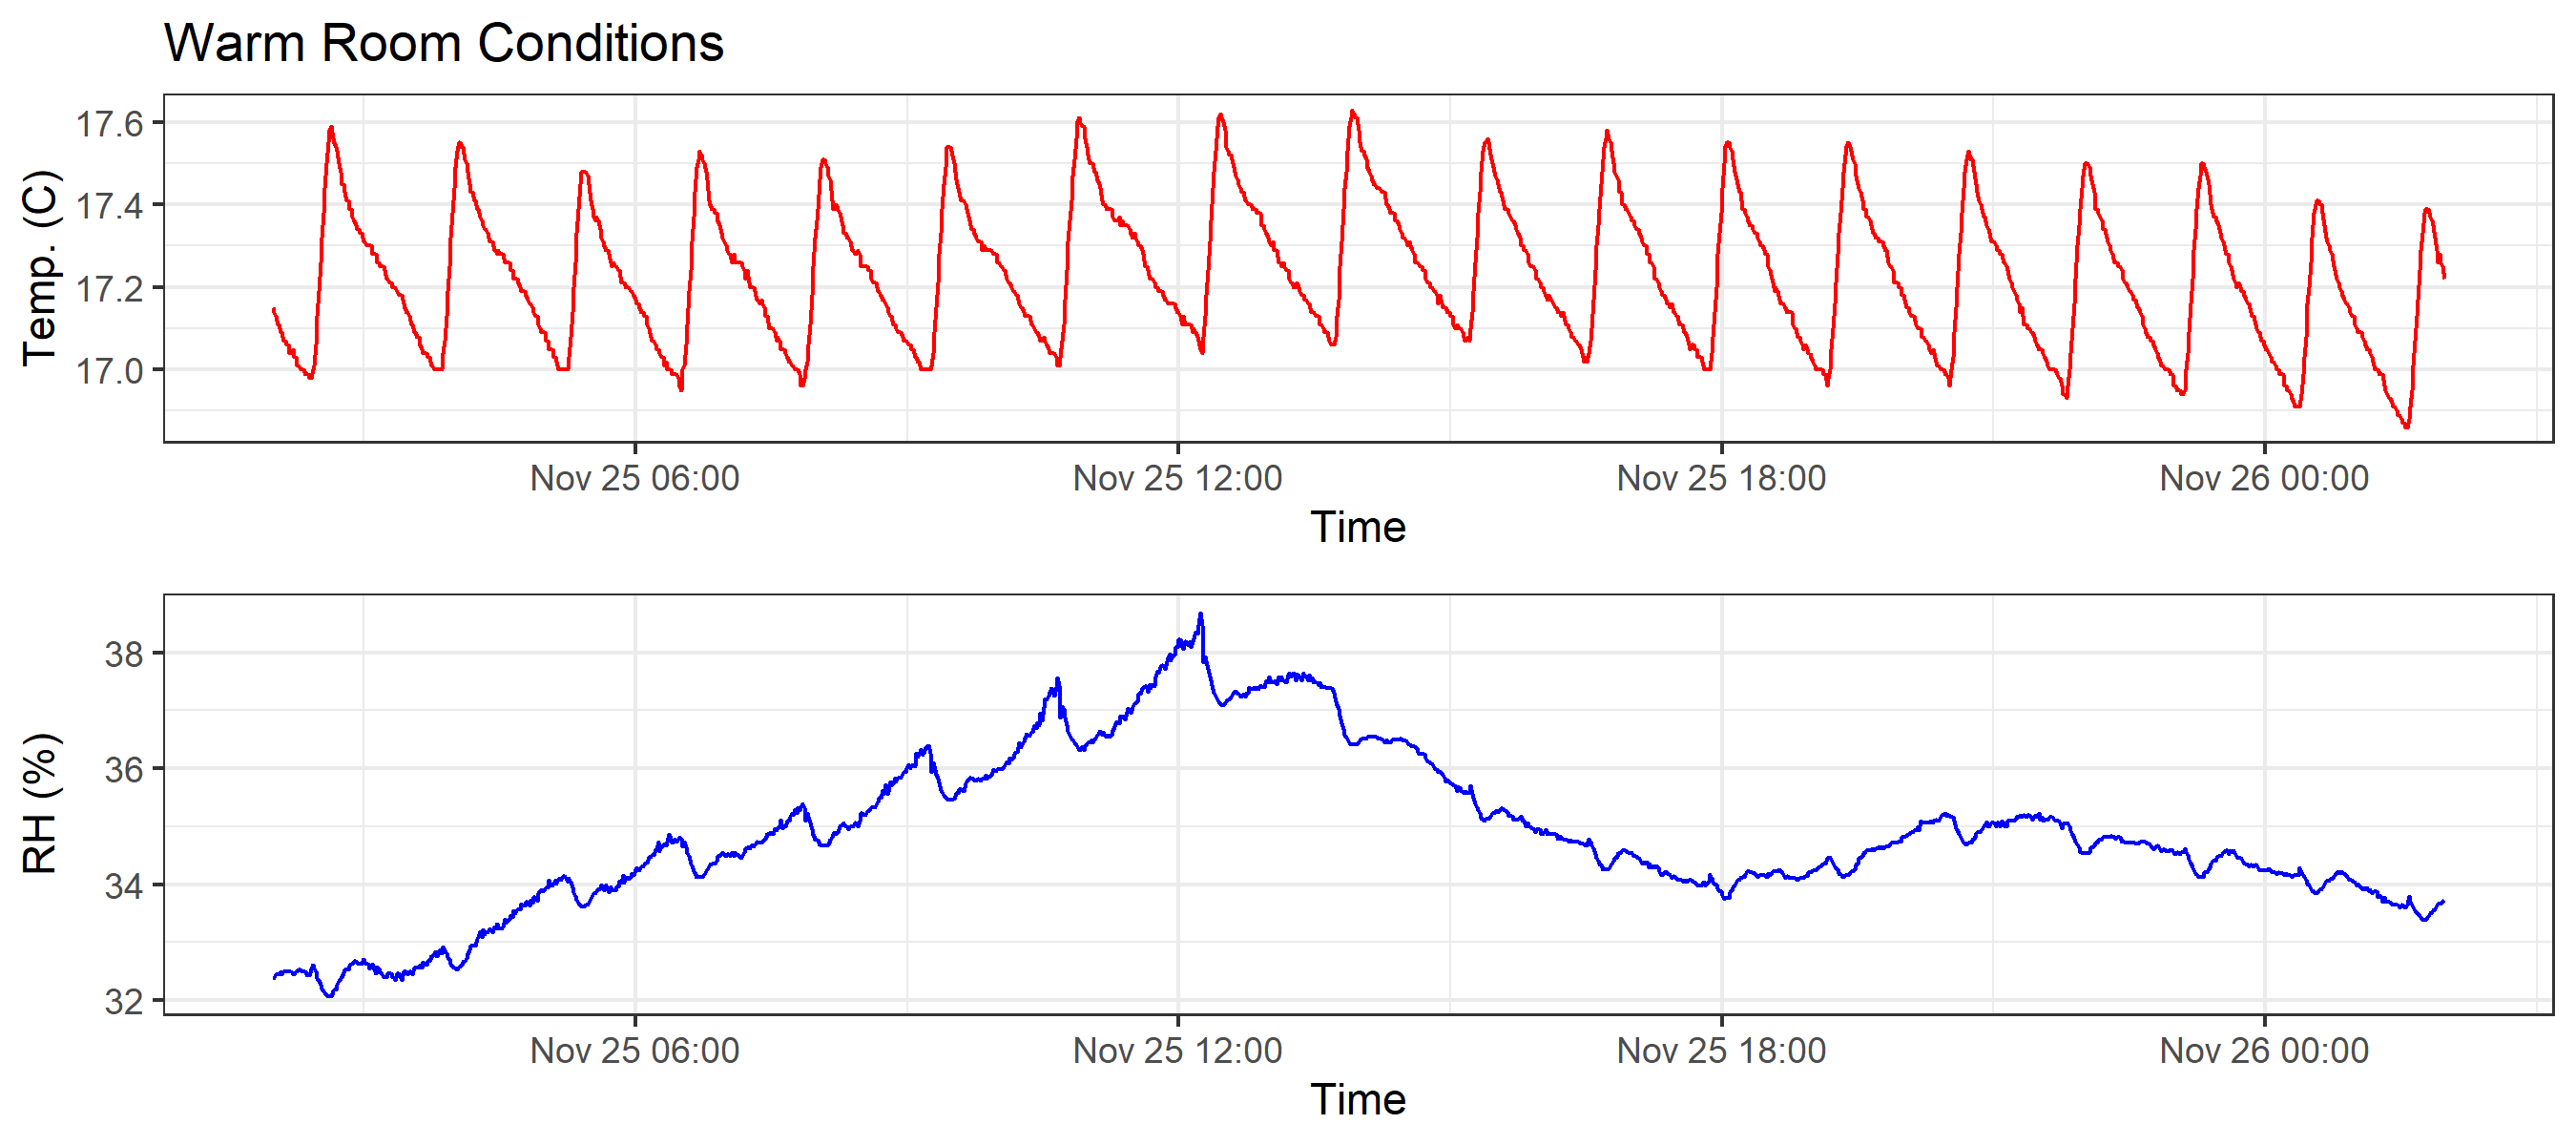 Warm Room Conditions
Temp. (C)
17.6
17.4
17.2
17.0
Nov 25 06:00 Nov 25 12:00 Nov 25 18:00 Nov 26 00:00
Time
RH (%)
38
36
34
32
Nov 25 06:00 Nov 25 12:00 Nov 25 18:00 Nov 26 00:00
Time